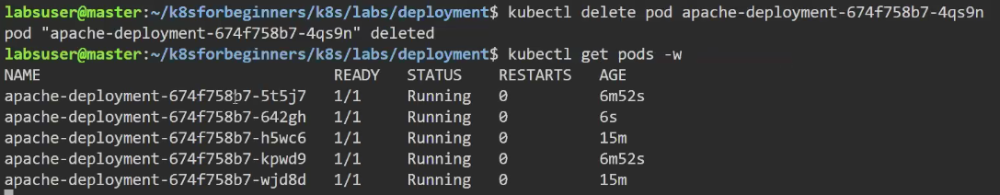 labsuser@master:~/k8sforbeginners/k8s/labs/deployment$ kubectl delete pod apache-deployment-674f758b7-4qs9n
pod "apache-deployment-674f758b7-4qs9n" deleted
labsuser@master:~/k8sforbeginners/k8s/labs/deployment$ kubectl get pods -w
NAME READY STATUS RESTARTS AGE
apache-deployment-674f758b7-5t5j7 1/1 Running 0 6m52s
apache-deployment-674f758b7-642gh 1/1 Running 0 6s
apache-deployment-674f758b7-h5wc6 1/1 Running 0 15m
apache-deployment-674f758b7-kpwd9 1/1 Running 0 6m52s
apache-deployment-674f758b7-wjd8d 1/1 Running 0 15m